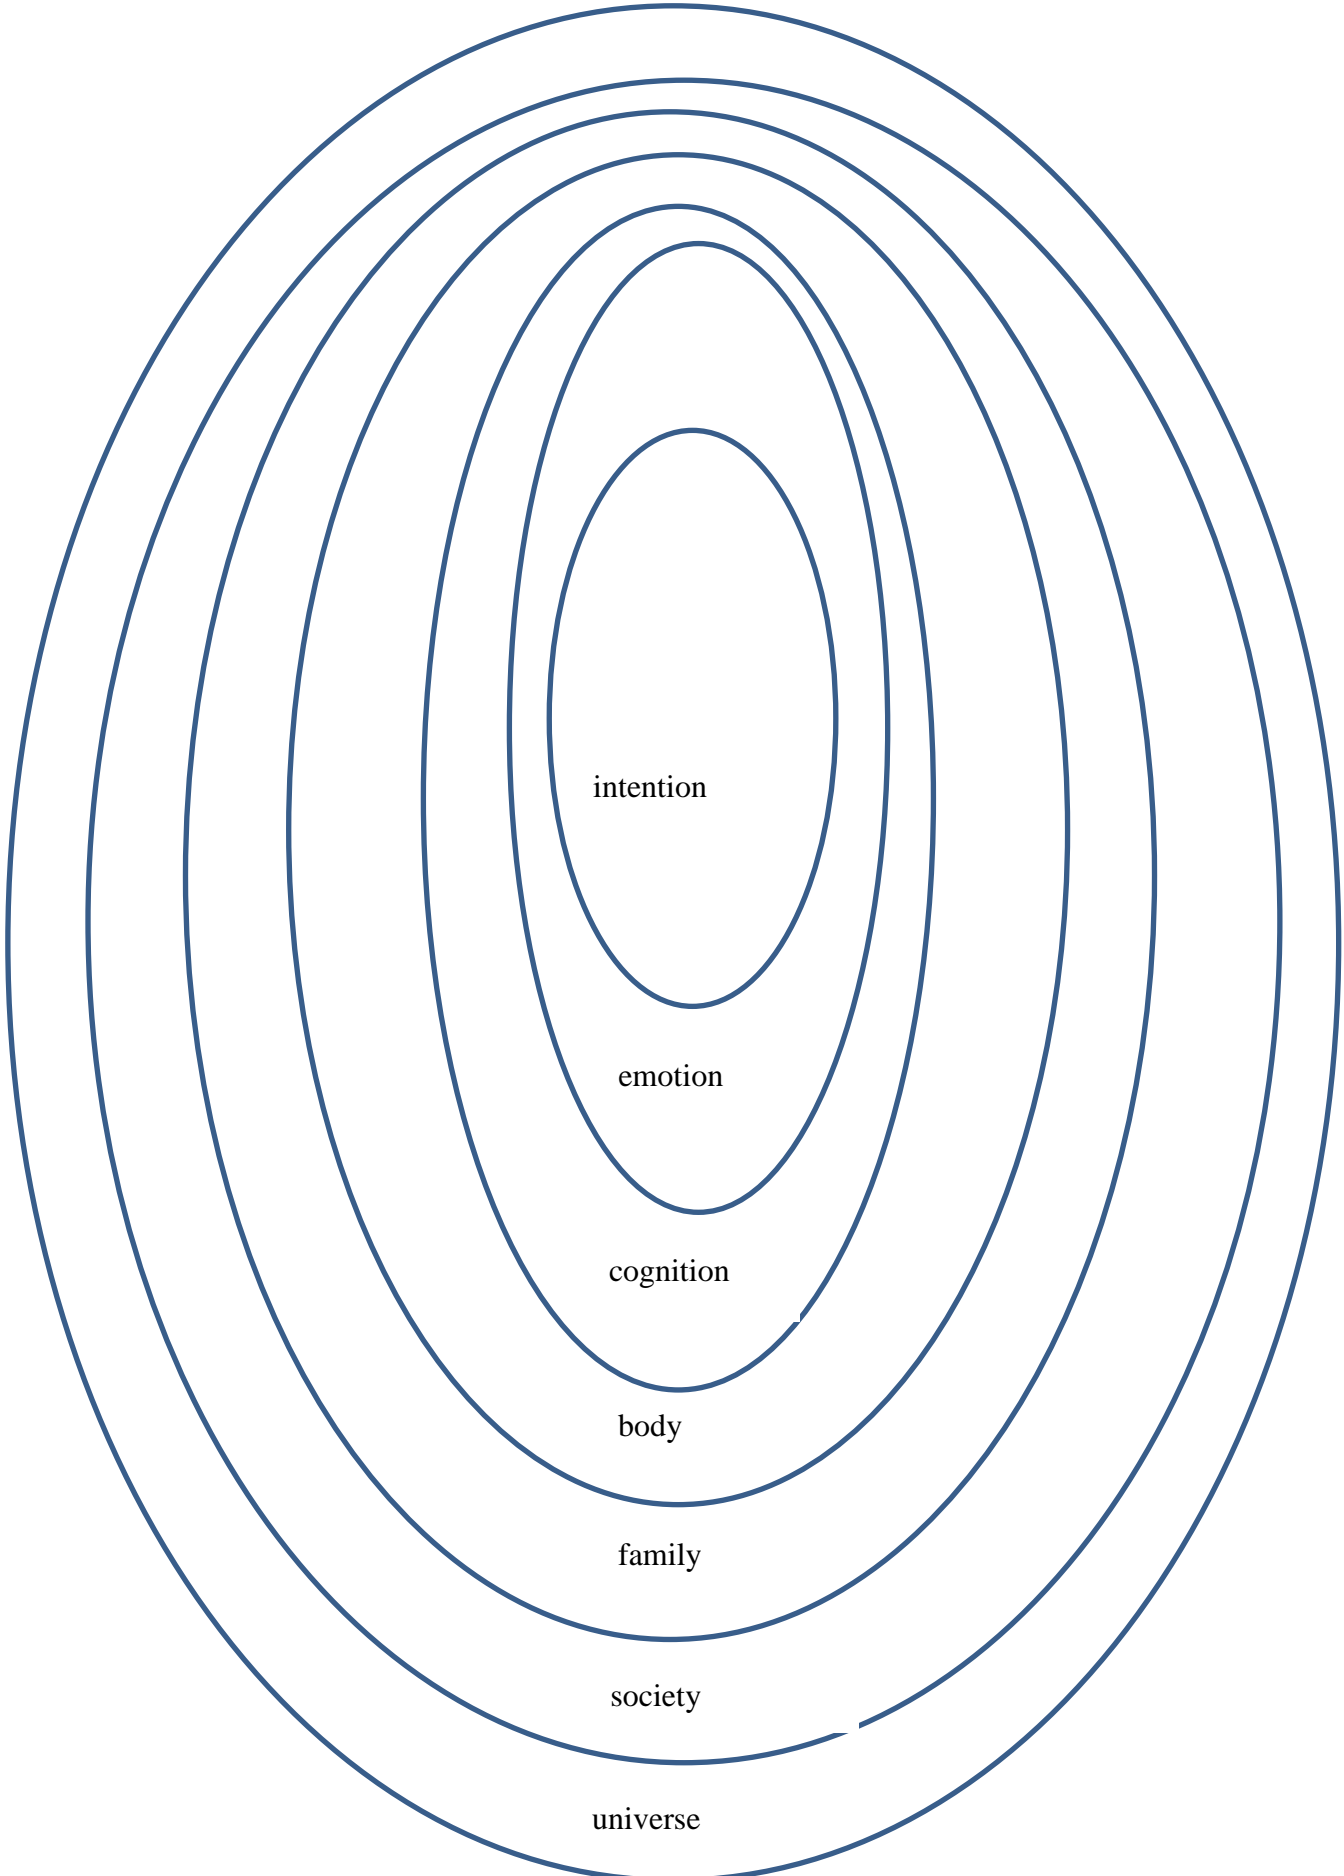 intention
emotion
cognition
body
family
society
universe